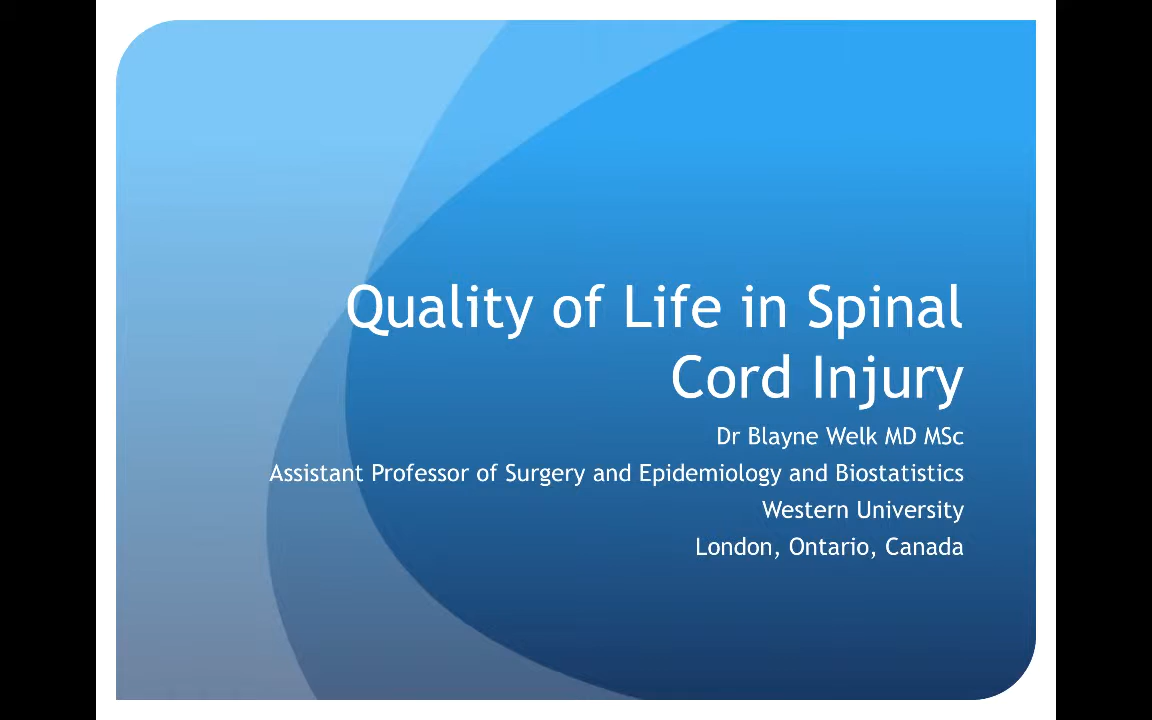 Quality of Life in Spinal
Cord Injury
Dr Blayne Welk MD MSc
Assistant Professor of Surgery and Epidemiology and Biostatistics
Western University
London, Ontario, Canada